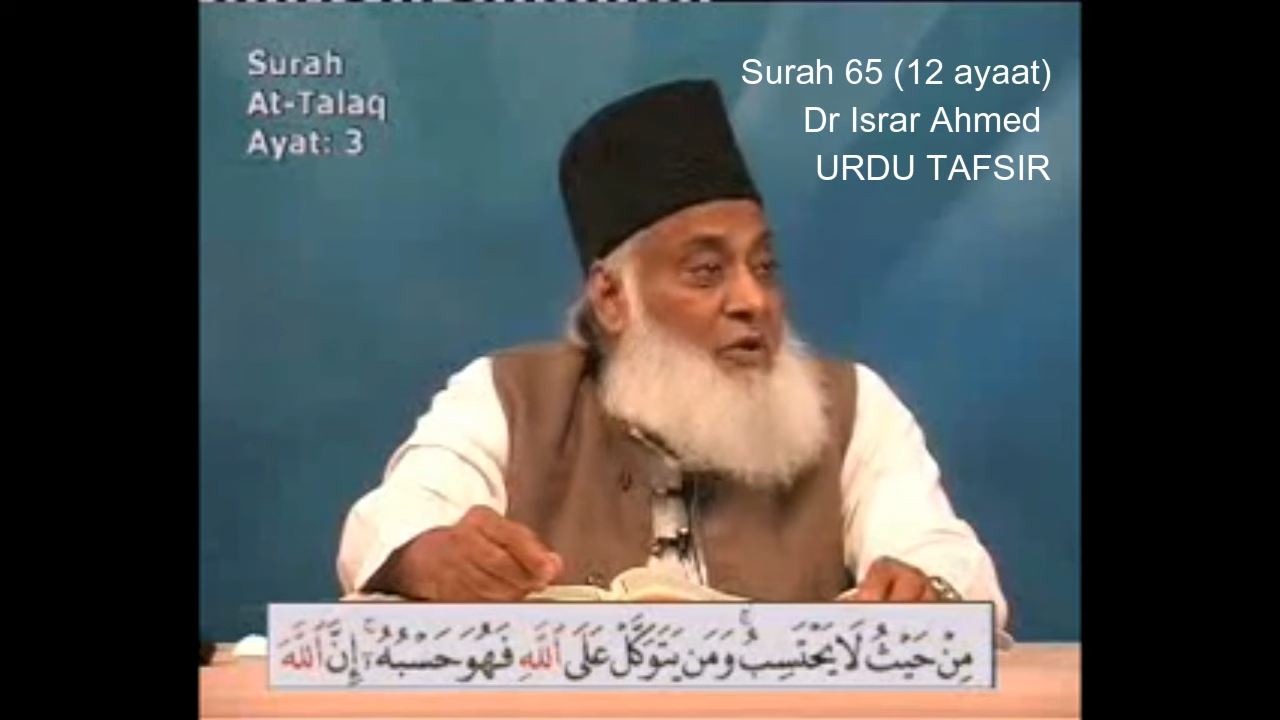 Surah
At-Talaq
Ayat: 3
Surah 65 (12 ayaat)
Dr Israr Ahmed
URDU TAFSIR
مِنْ حَيْثُ لَا يَحْتَسِبُ ۚ وَمَن يَتَوَكَّلْ عَلَى ٱللَّهِ فَهُوَ حَسْبُهُۥٓ ۚ إِنَّ ٱللَّهَ